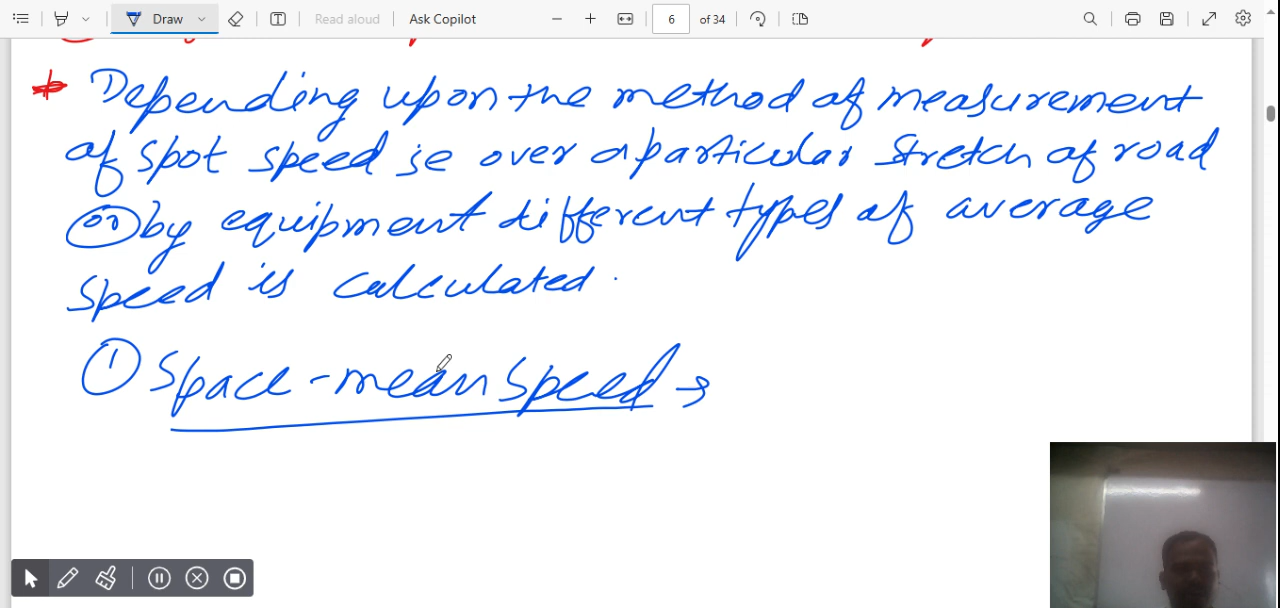 Draw
Read aloud
Ask Copilot
6 of 34
Depending upon the method of measurement
of spot speed ie over a particular stretch of road
(or) by equipment different types of average
speed is calculated.
① Space-mean speed →